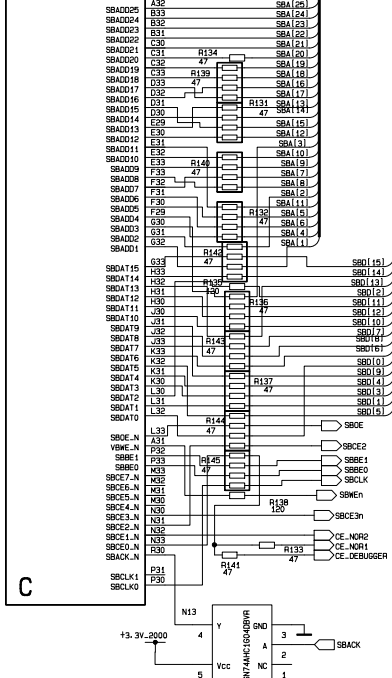 A32
SBADD25 B33
SBADD24 B32
SBADD23 B31
SBADD22 C30
SBADD21 C31
SBADD20 C32
SBADD19 C33
SBADD18 D33
SBADD17 D32
SBADD16 D31
SBADD15 D30
SBADD14 E29
SBADD13 E30
SBADD12 E31
SBADD11 E32
SBADD10 E33
SBADD9 F33
SBADD8 F32
SBADD7 F31
SBADD6 F30
SBADD5 F29
SBADD4 G30
SBADD3 G31
SBADD2 G32
SBADD1
SBA[25]
SBA[24]
SBA[23]
SBA[22]
SBA[21]
SBA[20]
SBA[19]
SBA[18]
SBA[16]
SBA[17]
SBA[13]
SBA[14]
SBA[15]
SBA[12]
SBA[3]
SBA[10]
SBA[9]
SBA[7]
SBA[8]
SBA[2]
SBA[11]
SBA[5]
SBA[6]
SBA[4]
SBA[1]
R134
47
R139
47
R131
47
R140
47
R132
47
R142
47
R135
120
R136
47
R143
47
R137
47
R144
47
R145
47
R138
120
R133
47
R141
47
G33
SBDAT15 H33
SBDAT14 H32
SBDAT13 H31
SBDAT12 H30
SBDAT11 J30
SBDAT10 J31
SBDAT9 J32
SBDAT8 J33
SBDAT7 K33
SBDAT6 K32
SBDAT5 K31
SBDAT4 K30
SBDAT3 L30
SBDAT2 L31
SBDAT1 L32
SBDAT0
SBD[15]
SBD[14]
SBD[13]
SBD[2]
SBD[11]
SBD[12]
SBD[10]
SBD[7]
SBD[8]
SBD[6]
SBD[0]
SBD[9]
SBD[4]
SBD[3]
SBD[1]
SBD[5]
L33
SBOE_N A31
VBWE_N P32
SBBE1 P33
SBBE0 M33
SBCE7_N M32
SBCE6_N M31
SBCE5_N M30
SBCE4_N N30
SBCE3_N N31
SBCE2_N N32
SBCE1_N N33
SBCE0_N R30
SBACK_N
SBCLK1 P31
SBCLK0 P30
SBOE
SBCE2
SBBE1
SBBE0
SBCLK
SBWEn
SBCE3n
CE_NOR2
CE_NOR1
CE_DEBUGGER
C
N13
+3.3V_2000
4 Y
5 Vcc
SN74AHC1G04DBVR
GND 3
A 2
NC 1
SBACK